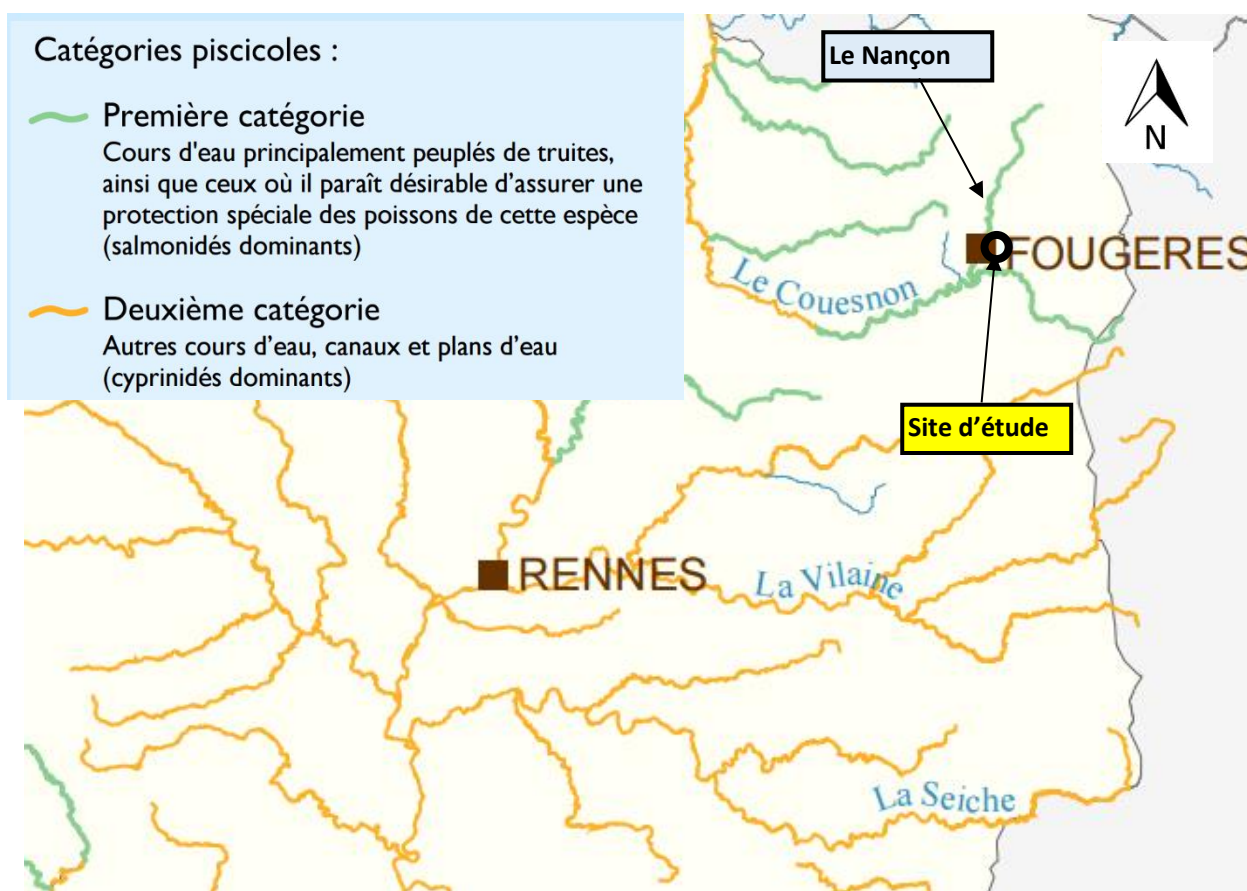 Catégories piscicoles :
Première catégorie
Cours d'eau principalement peuplés de truites,
ainsi que ceux où il paraît désirable d'assurer une
protection spéciale des poissons de cette espèce
(salmonidés dominants)
Deuxième catégorie
Autres cours d'eau, canaux et plans d'eau
(cyprinidés dominants)
Le Nançon
N
FOUGERES
Le Couesnon
Site d'étude
RENNES
La Vilaine
La Seiche